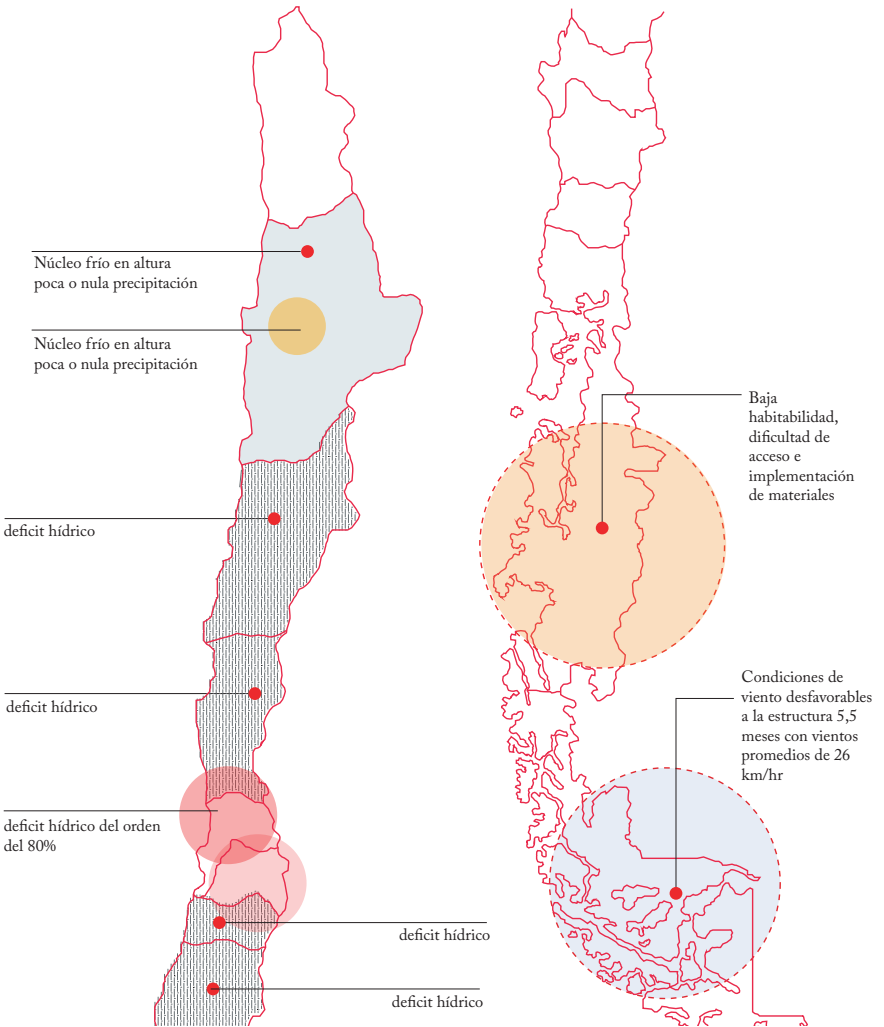 Núcleo frío en altura
poca o nula precipitación
Núcleo frío en altura
poca o nula precipitación
deficit hídrico
deficit hídrico
deficit hídrico del orden
del 80%
deficit hídrico
deficit hídrico
Baja
habitabilidad,
dificultad de
acceso e
implementación
de materiales
Condiciones de
viento desfavorables
a la estructura 5,5
meses con vientos
promedios de 26
km/hr